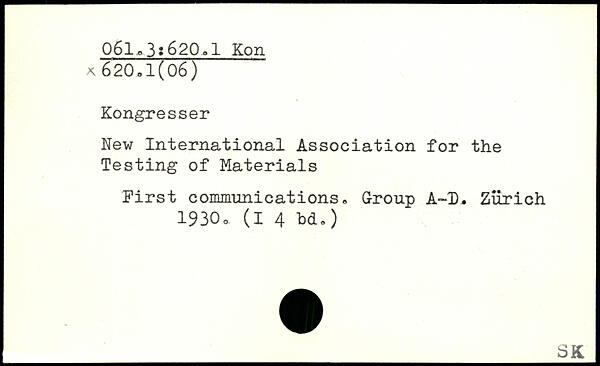 061.3:620.1 Kon
x 620.1(06)
Kongresser
New International Association for the
Testing of Materials
First communications. Group A-D. Zürich
1930. (I 4 bd.)
SK